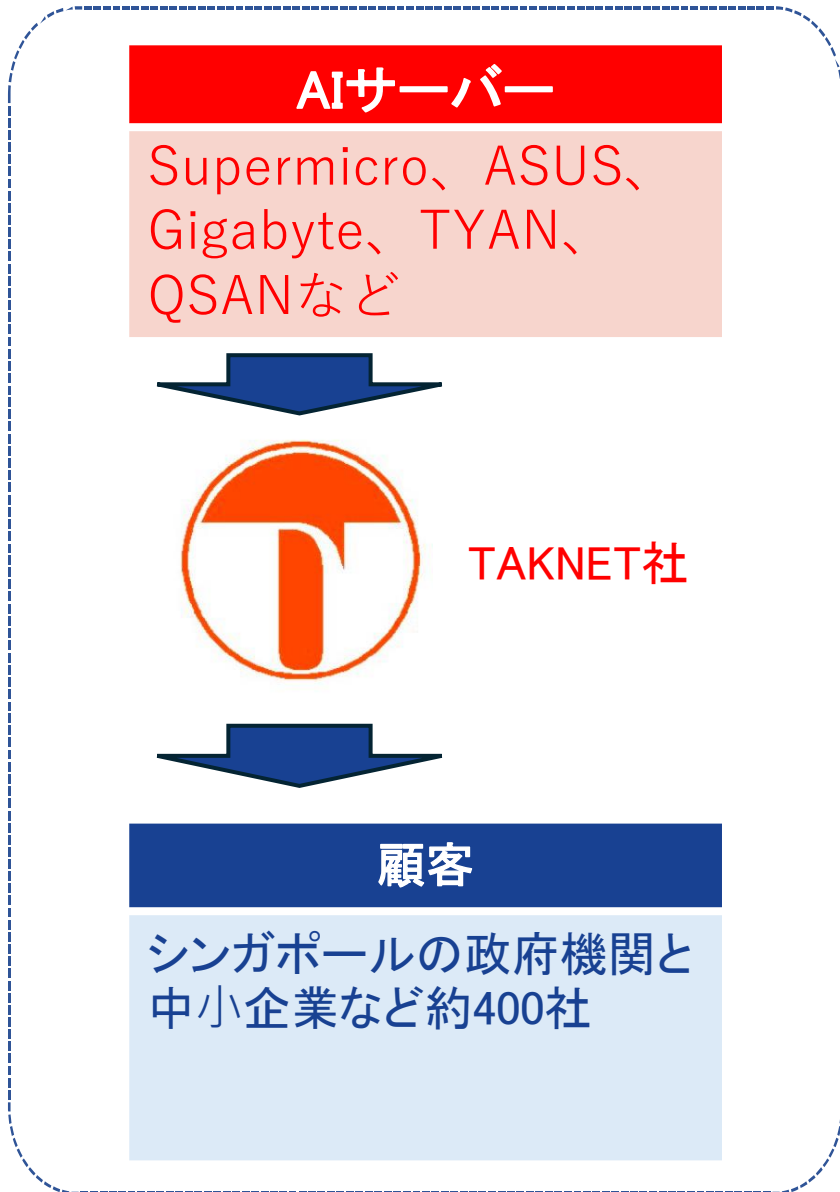 AIサーバー
Supermicro、ASUS、
Gigabyte、TYAN、
QSANなど
TAKNET社
顧客
シンガポールの政府機関と
中小企業など約400社